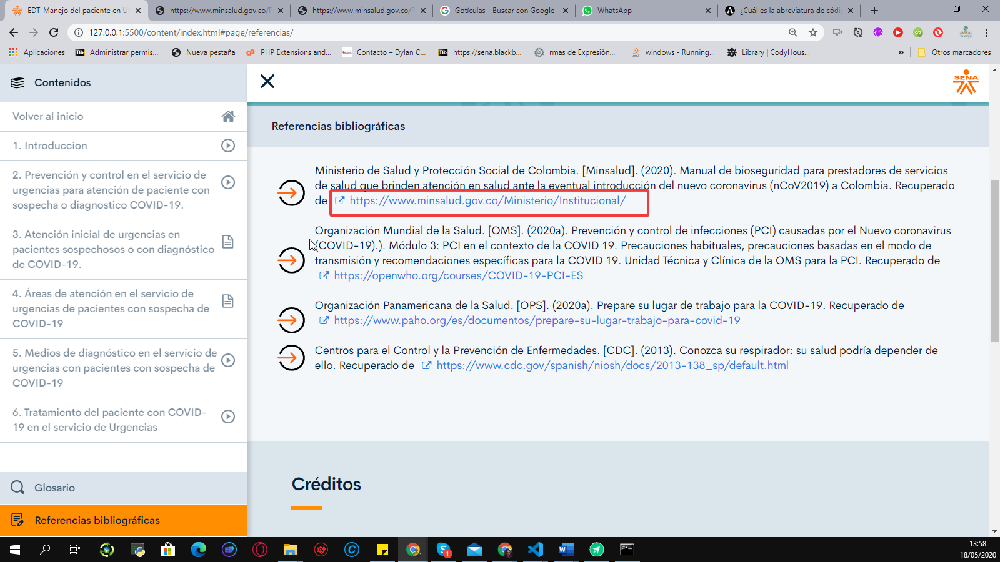 EDT-Manejo del paciente en U
https://www.minsalud.gov.co/P
https://www.minsalud.gov.co/P
Gotículas - Buscar con Google
WhatsApp
¿Cuál es la abreviatura de códi
127.0.0.1:5500/content/index.html#page/referencias/
Aplicaciones
Bb Administrar permis...
Nueva pestaña
PHP Extensions and...
Contacto – Dylan C...
Bb https://sena.blackb...
rmas de Expresiòn...
windows - Running...
Library | CodyHous...
»
Otros marcadores
Contenidos
SENA
Volver al inicio
1. Introduccion
2. Prevención y control en el servicio de
urgencias para atención de paciente con
sospecha o diagnostico COVID-19.
3. Atención inicial de urgencias en
pacientes sospechosos o con diagnóstico
de COVID-19.
4. Áreas de atención en el servicio de
urgencias de pacientes con sospecha de
COVID-19
5. Medios de diagnóstico en el servicio de
urgencias con pacientes con sospecha de
COVID-19
6. Tratamiento del paciente con COVID-
19 en el servicio de Urgencias
Glosario
Referencias bibliográficas
Referencias bibliográficas
Ministerio de Salud y Protección Social de Colombia. [Minsalud]. (2020). Manual de bioseguridad para prestadores de servicios
de salud que brinden atención en salud ante la eventual introducción del nuevo coronavirus (nCoV2019) a Colombia. Recuperado
de https://www.minsalud.gov.co/Ministerio/Institucional/
Organización Mundial de la Salud. [OMS]. (2020a). Prevención y control de infecciones (PCI) causadas por el Nuevo coronavirus
(COVID-19).). Módulo 3: PCI en el contexto de la COVID 19. Precauciones habituales, precauciones basadas en el modo de
transmisión y recomendaciones específicas para la COVID 19. Unidad Técnica y Clínica de la OMS para la PCI. Recuperado de
https://openwho.org/courses/COVID-19-PCI-ES
Organización Panamericana de la Salud. [OPS]. (2020a). Prepare su lugar de trabajo para la COVID-19. Recuperado de
https://www.paho.org/es/documentos/prepare-su-lugar-trabajo-para-covid-19
Centros para el Control y la Prevención de Enfermedades. [CDC]. (2013). Conozca su respirador: su salud podría depender de
ello. Recuperado de https://www.cdc.gov/spanish/niosh/docs/2013-138_sp/default.html
Créditos
13:58
18/05/2020